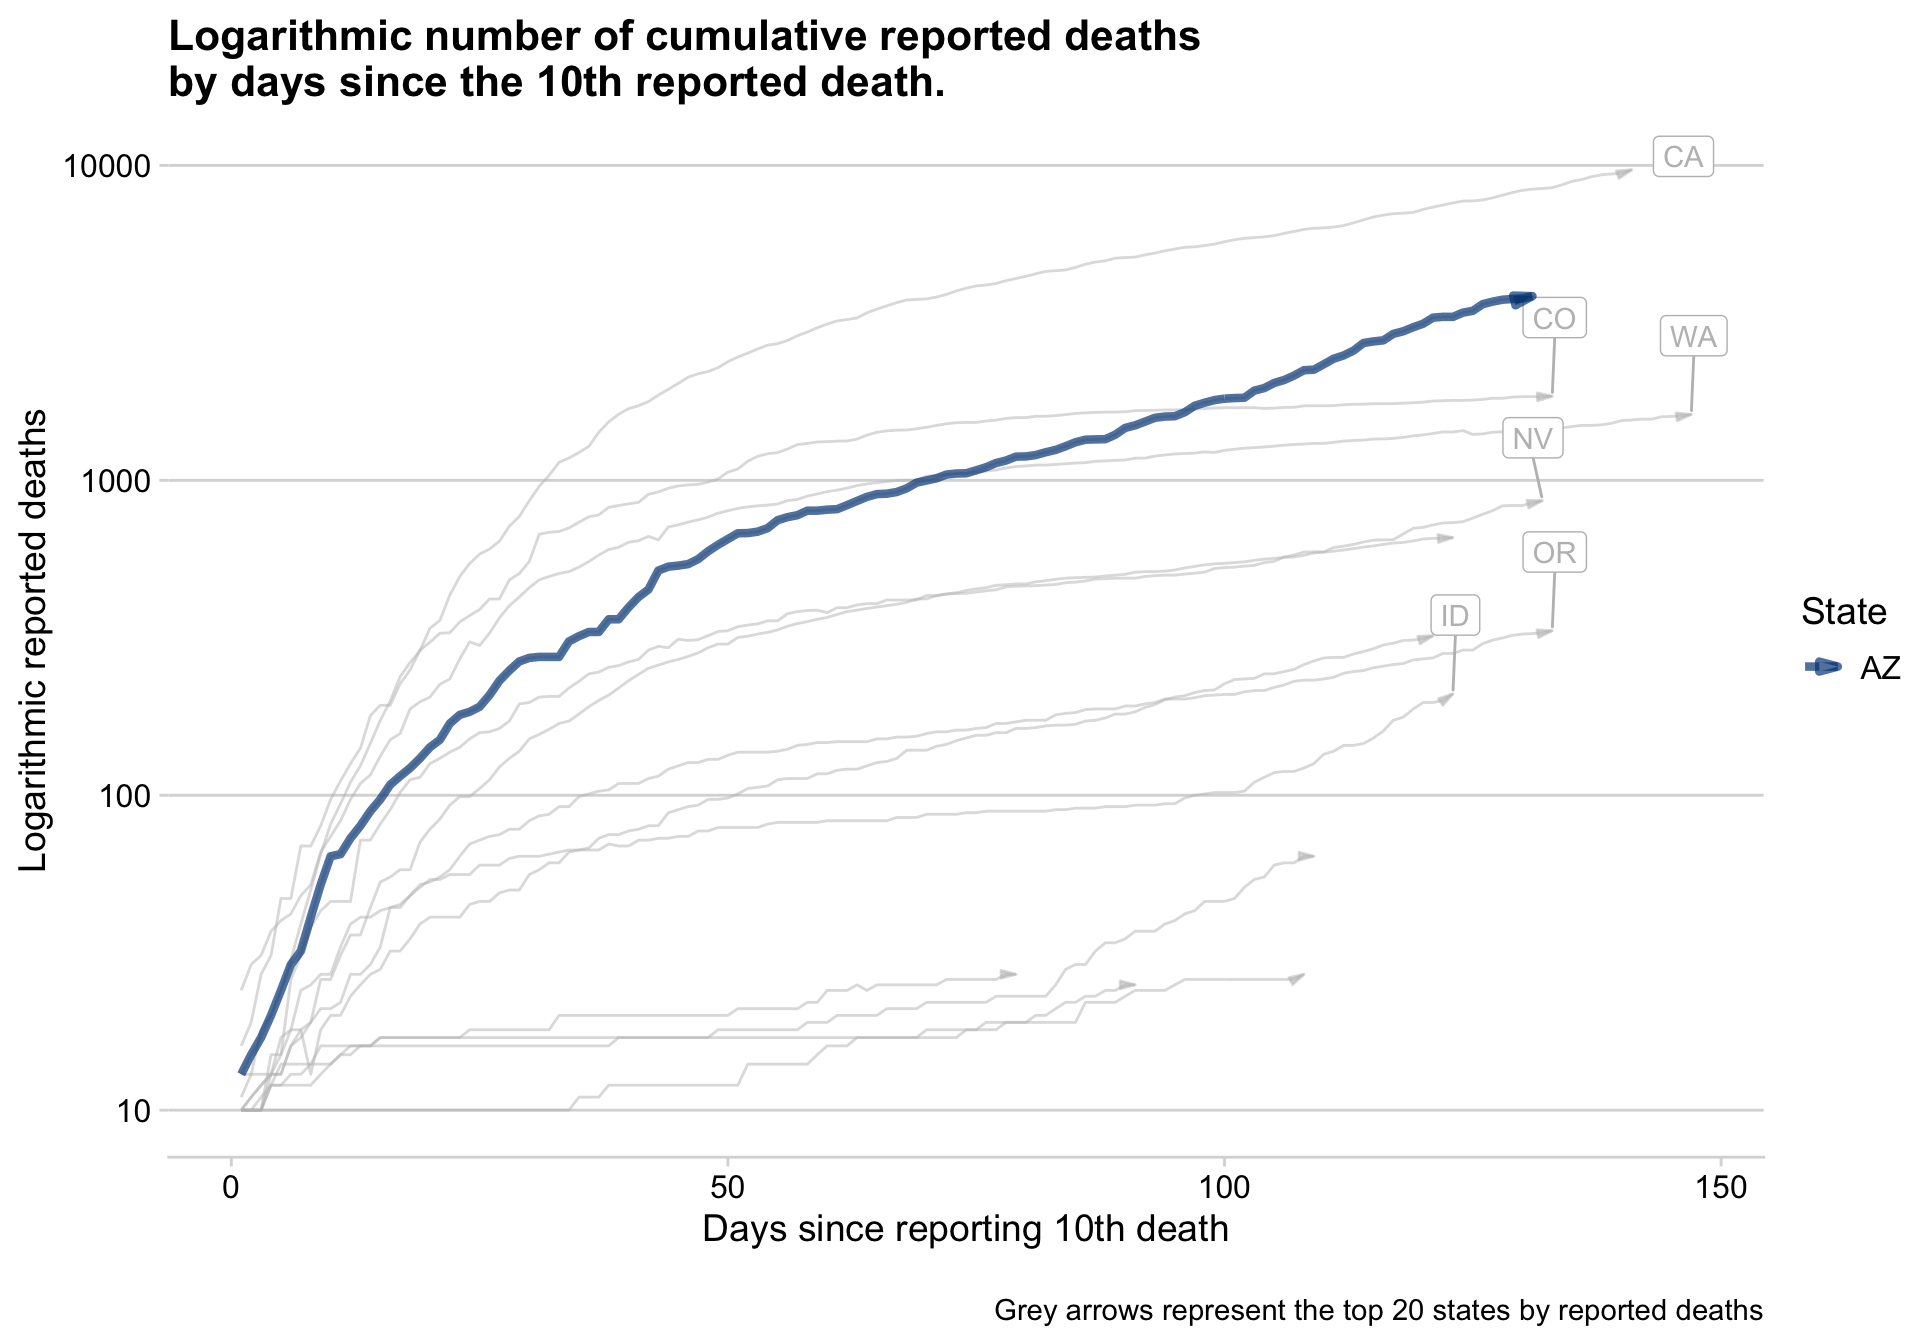 Logarithmic number of cumulative reported deaths
by days since the 10th reported death.
10000
1000
100
10
Logarithmic reported deaths
CA
CO
WA
NV
OR
ID
State
AZ
0
50
100
150
Days since reporting 10th death
Grey arrows represent the top 20 states by reported deaths